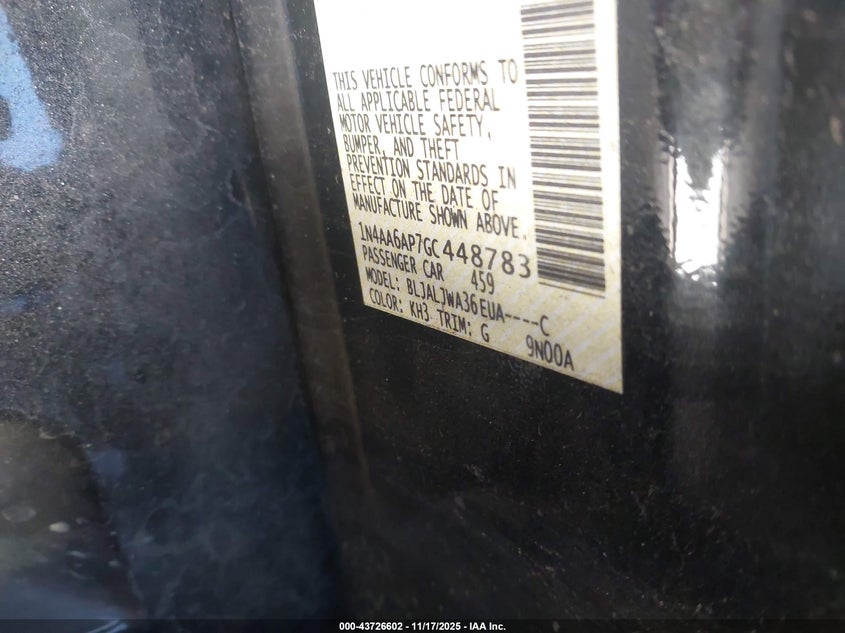 THIS VEHICLE CONFORMS TO
ALL APPLICABLE FEDERAL
MOTOR VEHICLE SAFETY,
BUMPER, AND THEFT
PREVENTION STANDARDS IN
EFFECT ON THE DATE OF
MANUFACTURE SHOWN ABOVE.
1N4AA6AP7GC448783
PASSENGER CAR 459
MODEL: BLJALJWA36EUA----C
COLOR: KH3 TRIM: G 9N00A
000-43726602 - 11/17/2025 - IAA Inc.